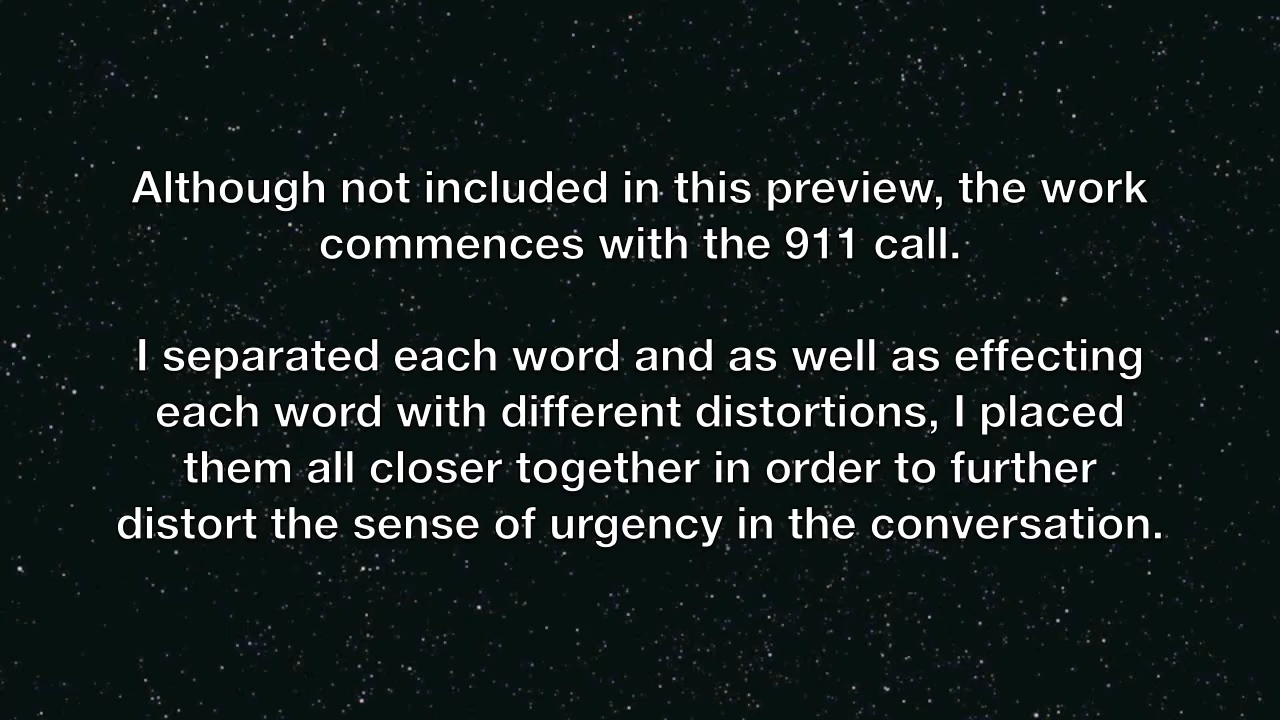 Although not included in this preview, the work
commences with the 911 call.
I separated each word and as well as effecting
each word with different distortions, I placed
them all closer together in order to further
distort the sense of urgency in the conversation.